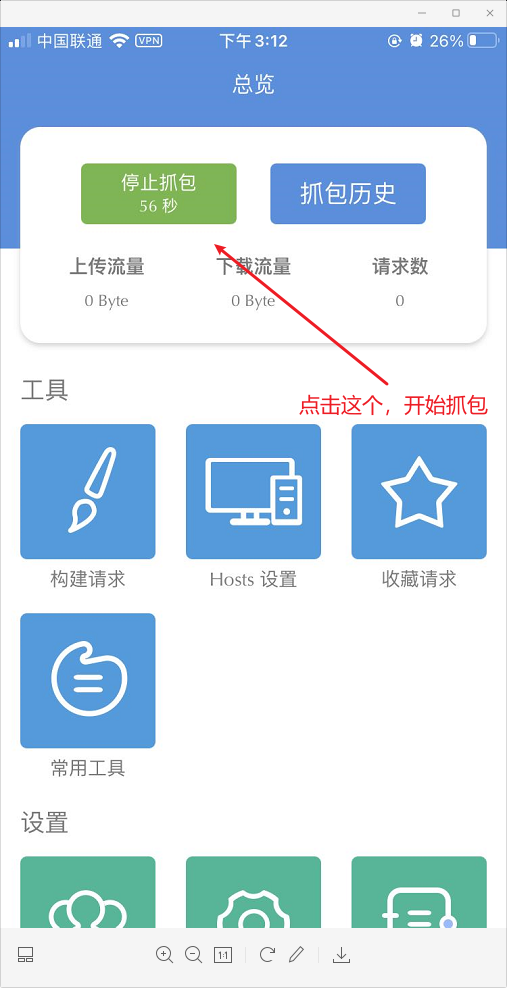 中国联通 VPN 下午 3:12 26%
总览
停止抓包
56 秒
抓包历史
上传流量 下载流量 请求数
0 Byte 0 Byte 0
点击这个，开始抓包
工具
构建请求 Hosts 设置 收藏请求
常用工具
设置
1:1